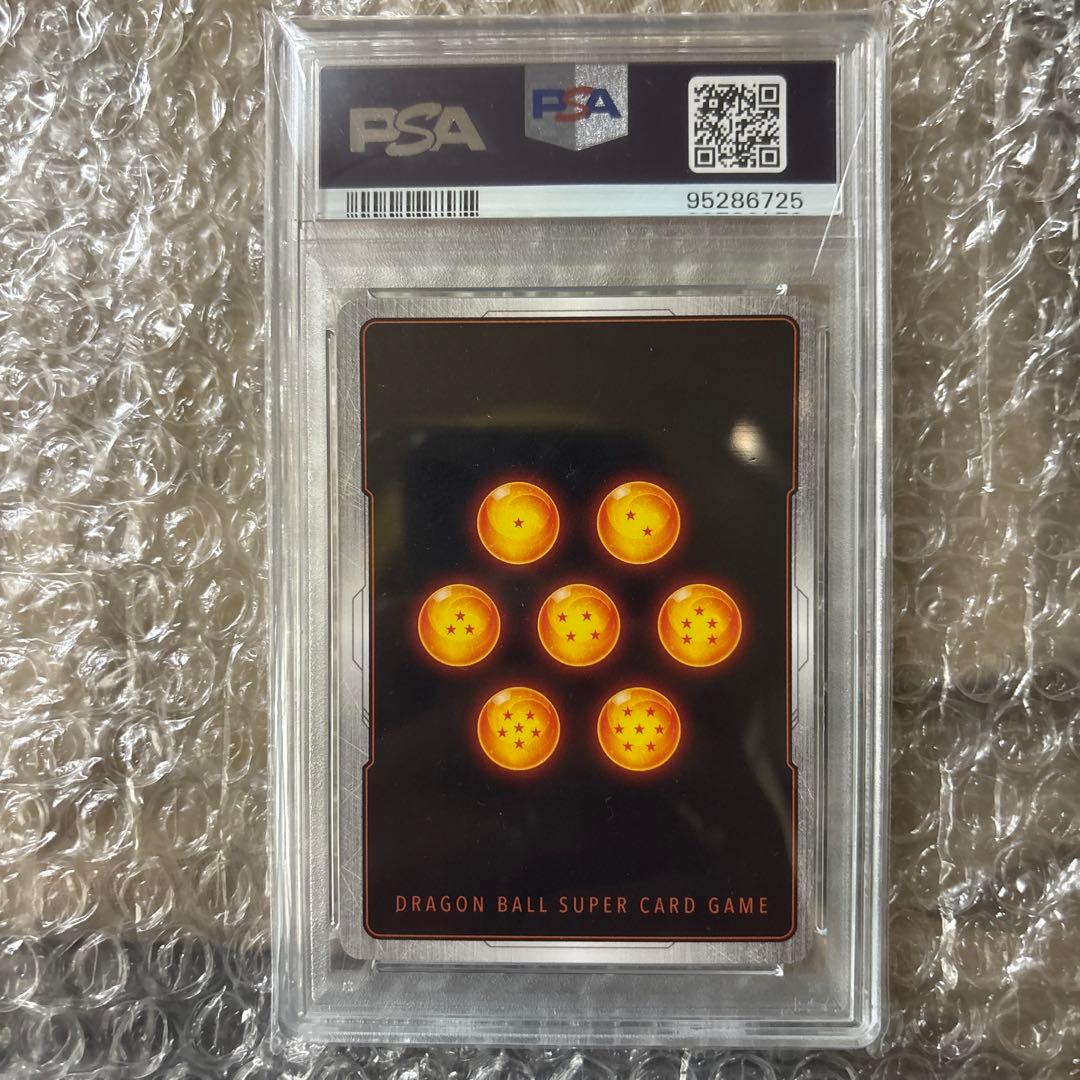 PSA
PSA
95286725
DRAGON BALL SUPER CARD GAME